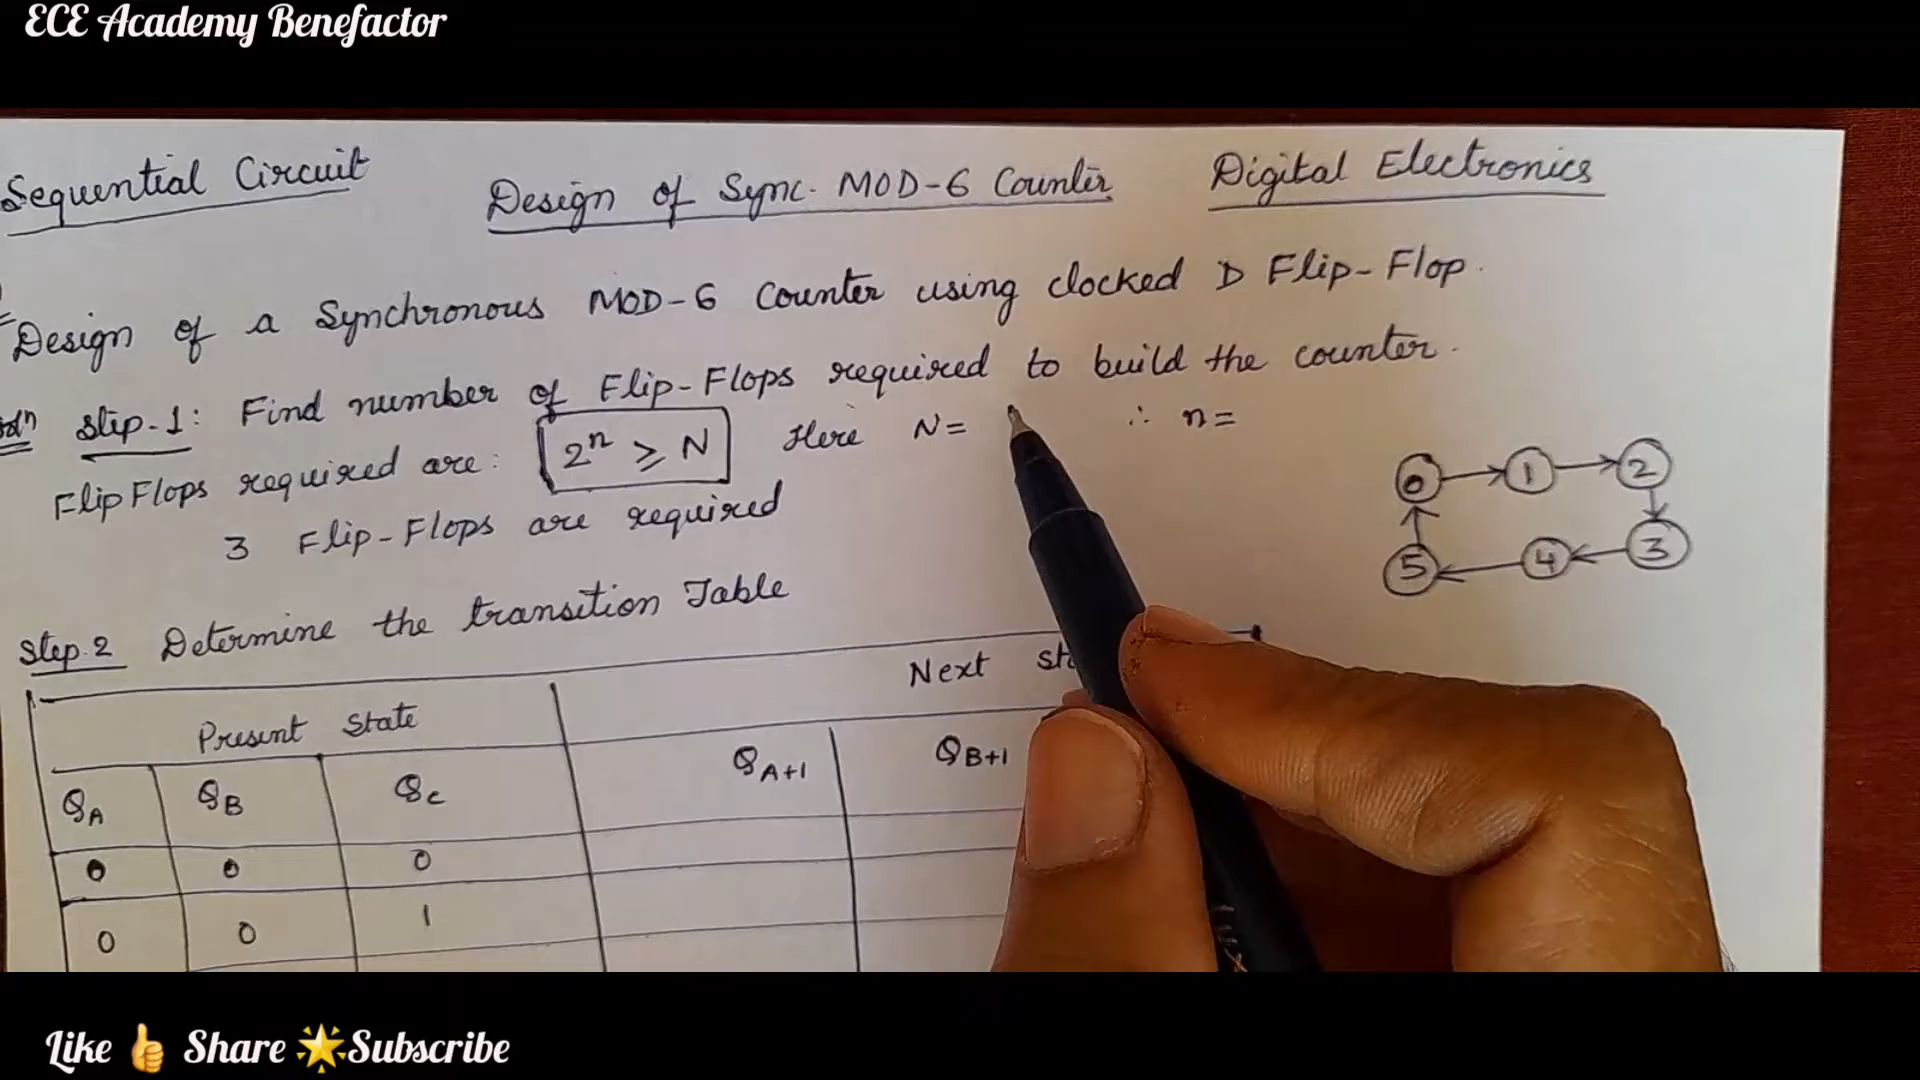 ECE Academy Benefactor
Sequential Circuit
Design of Sync. MOD-6 Counter
Digital Electronics
Design of a Synchronous MOD-6 Counter using clocked D Flip-Flop.
Step-1: Find number of Flip-Flops required to build the counter.
FlipFlops required are: 2^n ≥ N Here N= ∴ n=
3 Flip-Flops are required
0 1 2
5 4 3
Step.2 Determine the transition Table
Present State Next
Q_A Q_B Q_C Q_A+1 Q_B+1
0 0 0
0 0 1
Like 👍 Share 🌟Subscribe